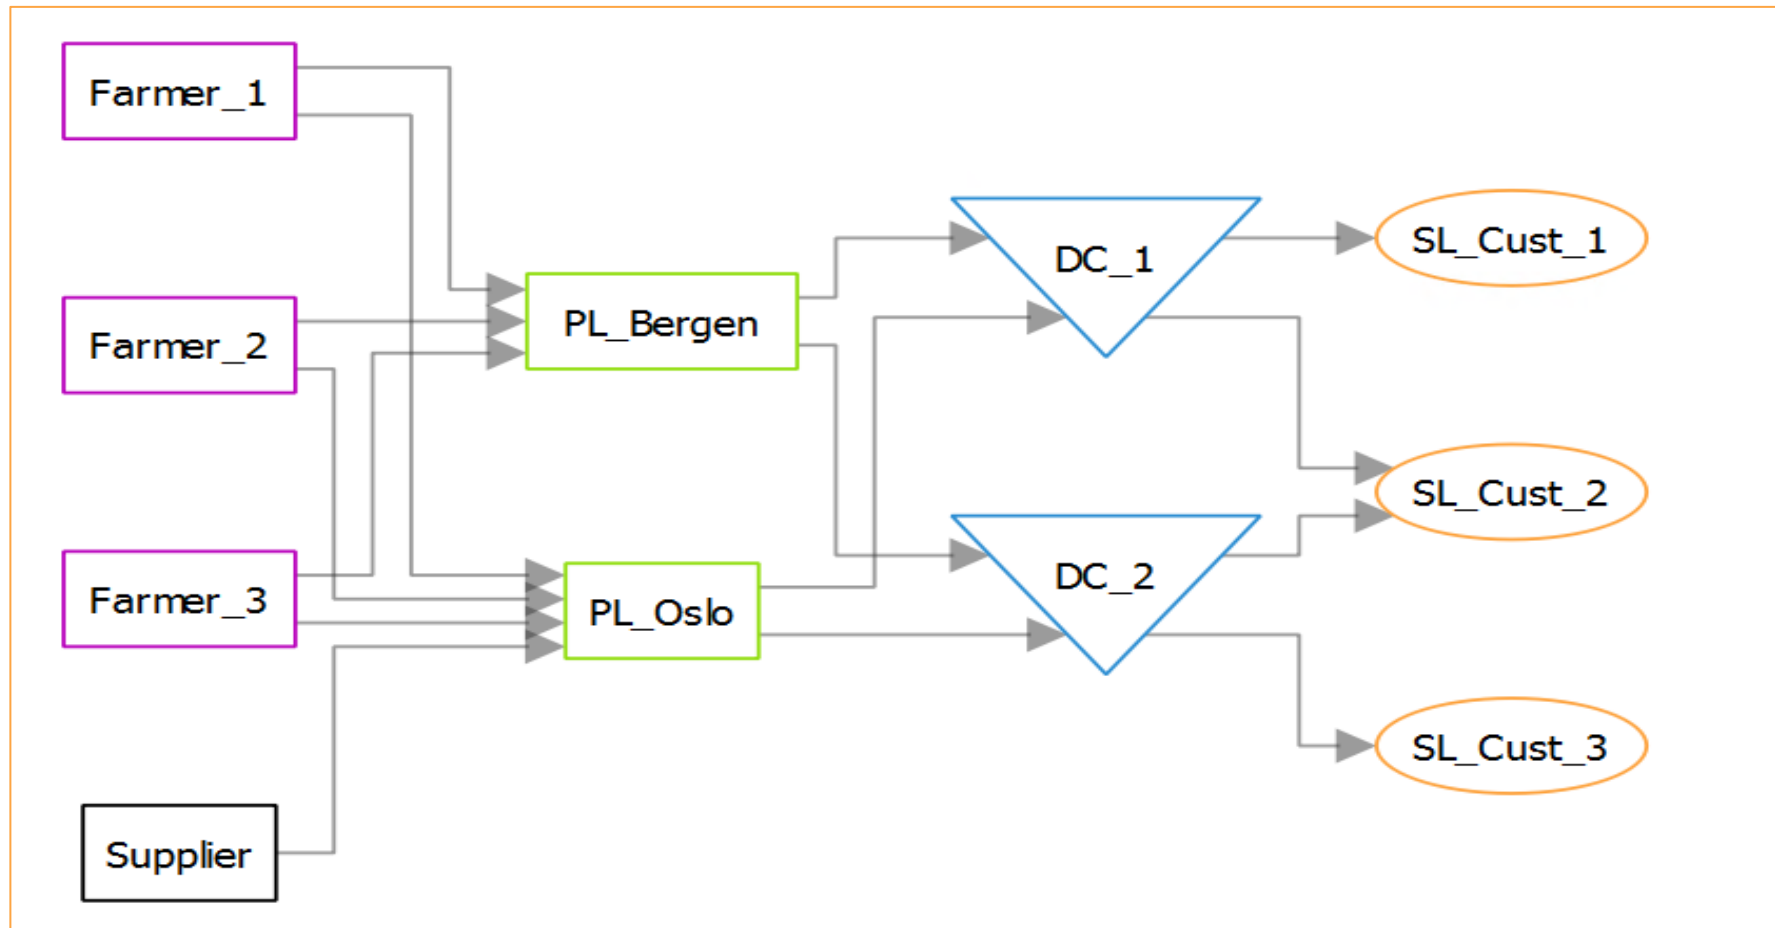 Farmer_1
Farmer_2
Farmer_3
Supplier
PL_Bergen
PL_Oslo
DC_1
DC_2
SL_Cust_1
SL_Cust_2
SL_Cust_3